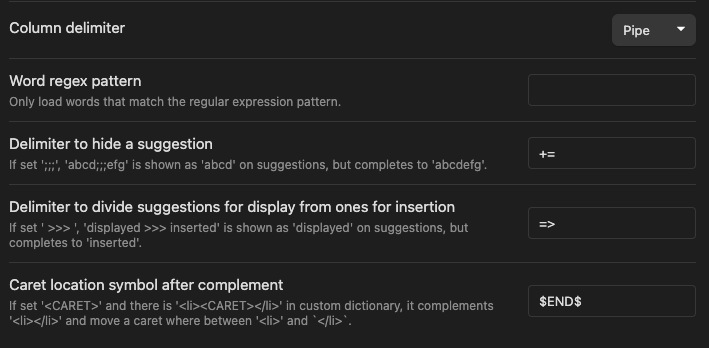 Column delimiter
Pipe
Word regex pattern
Only load words that match the regular expression pattern.
Delimiter to hide a suggestion
If set ';;;', 'abcd;;;efg' is shown as 'abcd' on suggestions, but completes to 'abcdefg'.
+=
Delimiter to divide suggestions for display from ones for insertion
If set ' >>> ', 'displayed >>> inserted' is shown as 'displayed' on suggestions, but
completes to 'inserted'.
=>
Caret location symbol after complement
If set '<CARET>' and there is '<li><CARET></li>' in custom dictionary, it complements
'<li></li>' and move a caret where between '<li>' and `</li>`.
$END$